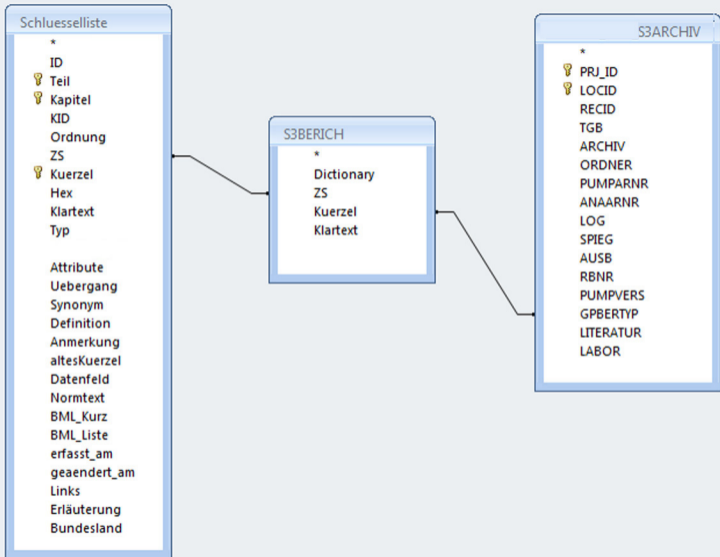 Schluesselliste
*
ID
Teil
Kapitel
KID
Ordnung
ZS
Kuerzel
Hex
Klartext
Typ
Attribute
Uebergang
Synonym
Definition
Anmerkung
altesKuerzel
Datenfeld
Normtext
BML_Kurz
BML_Liste
erfasst_am
geaendert_am
Links
Erläuterung
Bundesland
S3BERICH
*
Dictionary
ZS
Kuerzel
Klartext
S3ARCHIV
*
PRJ_ID
LOCID
RECID
TGB
ARCHIV
ORDNER
PUMPARNR
ANAARNR
LOG
SPIEG
AUSB
RBNR
PUMPVERS
GPBERTYP
LITERATUR
LABOR